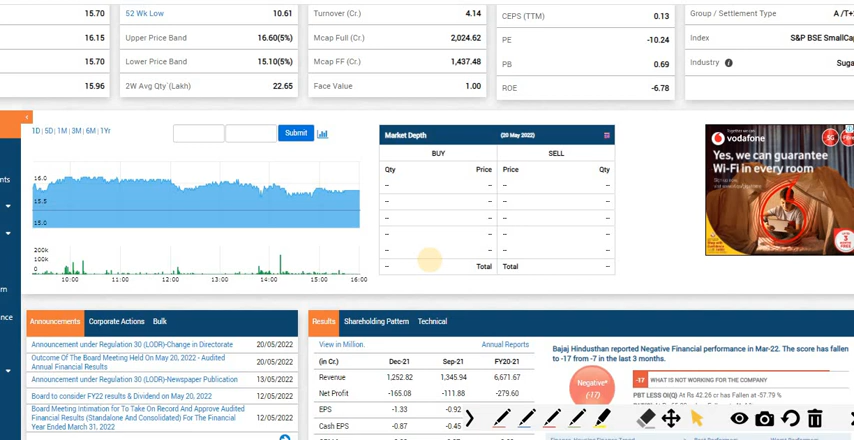 15.70
52 Wk Low 10.61
Turnover (Cr.) 4.14
CEPS (TTM) 0.13
Group / Settlement Type A /T+
16.15
Upper Price Band 16.60(5%)
Mcap Full (Cr.) 2,024.62
PE -10.24
Index S&P BSE SmallCap
15.70
Lower Price Band 15.10(5%)
Mcap FF (Cr.) 1,437.48
PB 0.69
Industry Suga
15.96
2W Avg Qty (Lakh) 22.65
Face Value 1.00
ROE -6.78
1D | 5D | 1M | 3M | 6M | 1Yr
Submit
Market Depth (20 May 2022)
BUY SELL
Qty Price Price Qty
– – – –
– – – –
– – – –
– – – –
– – – –
– Total Total –
16.0
15.5
15.0
200k
100k
0
10:00 11:00 12:00 13:00 14:00 15:00 16:00
vodafone
Yes, we can guarantee
Wi-Fi in every room
nts
m
nce
Announcements Corporate Actions Bulk
Announcement under Regulation 30 (LODR)-Change in Directorate 20/05/2022
Outcome Of The Board Meeting Held On May 20, 2022 - Audited
Annual Financial Results 20/05/2022
Announcement under Regulation 30 (LODR)-Newspaper Publication 13/05/2022
Board to consider FY22 results & Dividend on May 20, 2022 12/05/2022
Board Meeting Intimation for To Take On Record And Approve Audited
Financial Results (Standalone And Consolidated) For The Financial
Year Ended March 31, 2022 12/05/2022
Results Shareholding Pattern Technical
View in Million. Annual Reports
(in Cr.) Dec-21 Sep-21 FY20-21
Revenue 1,252.82 1,345.94 6,671.67
Net Profit -165.08 -111.88 -279.60
EPS -1.33 -0.92
Cash EPS -0.87 -0.45
Bajaj Hindusthan reported Negative Financial performance in Mar-22. The score has fallen
to -17 from -7 in the last 3 months.
Negative*
(-17)
-17 WHAT IS NOT WORKING FOR THE COMPANY
PBT LESS OI(Q) At Rs 42.26 cr has Fallen at -57.79 %